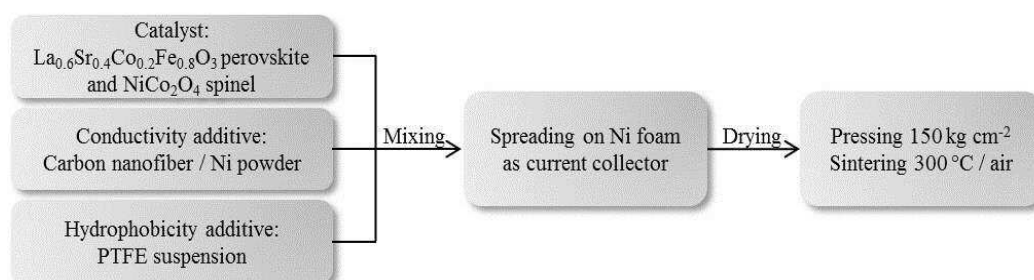 Catalyst:
La₀.₆Sr₀.₄Co₀.₂Fe₀.₈O₃ perovskite
and NiCo₂O₄ spinel
Conductivity additive:
Carbon nanofiber / Ni powder
Hydrophobicity additive:
PTFE suspension
Mixing
Spreading on Ni foam
as current collector
Drying
Pressing 150 kg cm⁻²
Sintering 300 °C / air